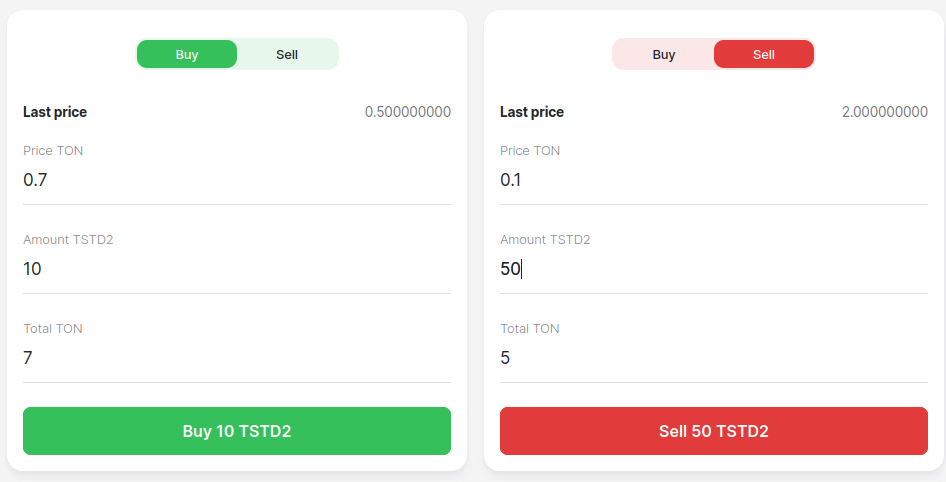 Buy Sell
Last price 0.500000000
Price TON
0.7
Amount TSTD2
10
Total TON
7
Buy 10 TSTD2
Buy Sell
Last price 2.000000000
Price TON
0.1
Amount TSTD2
50
Total TON
5
Sell 50 TSTD2